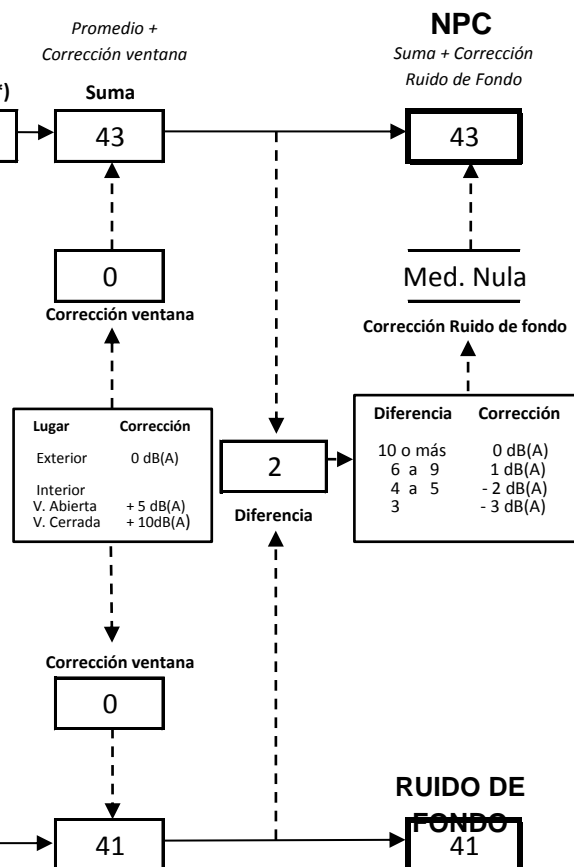 Promedio +
Corrección ventana
NPC
Suma + Corrección
Ruido de Fondo
*)
Suma
43
43
0
Med. Nula
Corrección ventana
Corrección Ruido de fondo
Lugar Corrección
Exterior 0 dB(A)
Interior
V. Abierta + 5 dB(A)
V. Cerrada + 10dB(A)
2
Diferencia
Diferencia Corrección
10 o más 0 dB(A)
6 a 9 1 dB(A)
4 a 5 - 2 dB(A)
3 - 3 dB(A)
Corrección ventana
0
RUIDO DE
FONDO
41
41